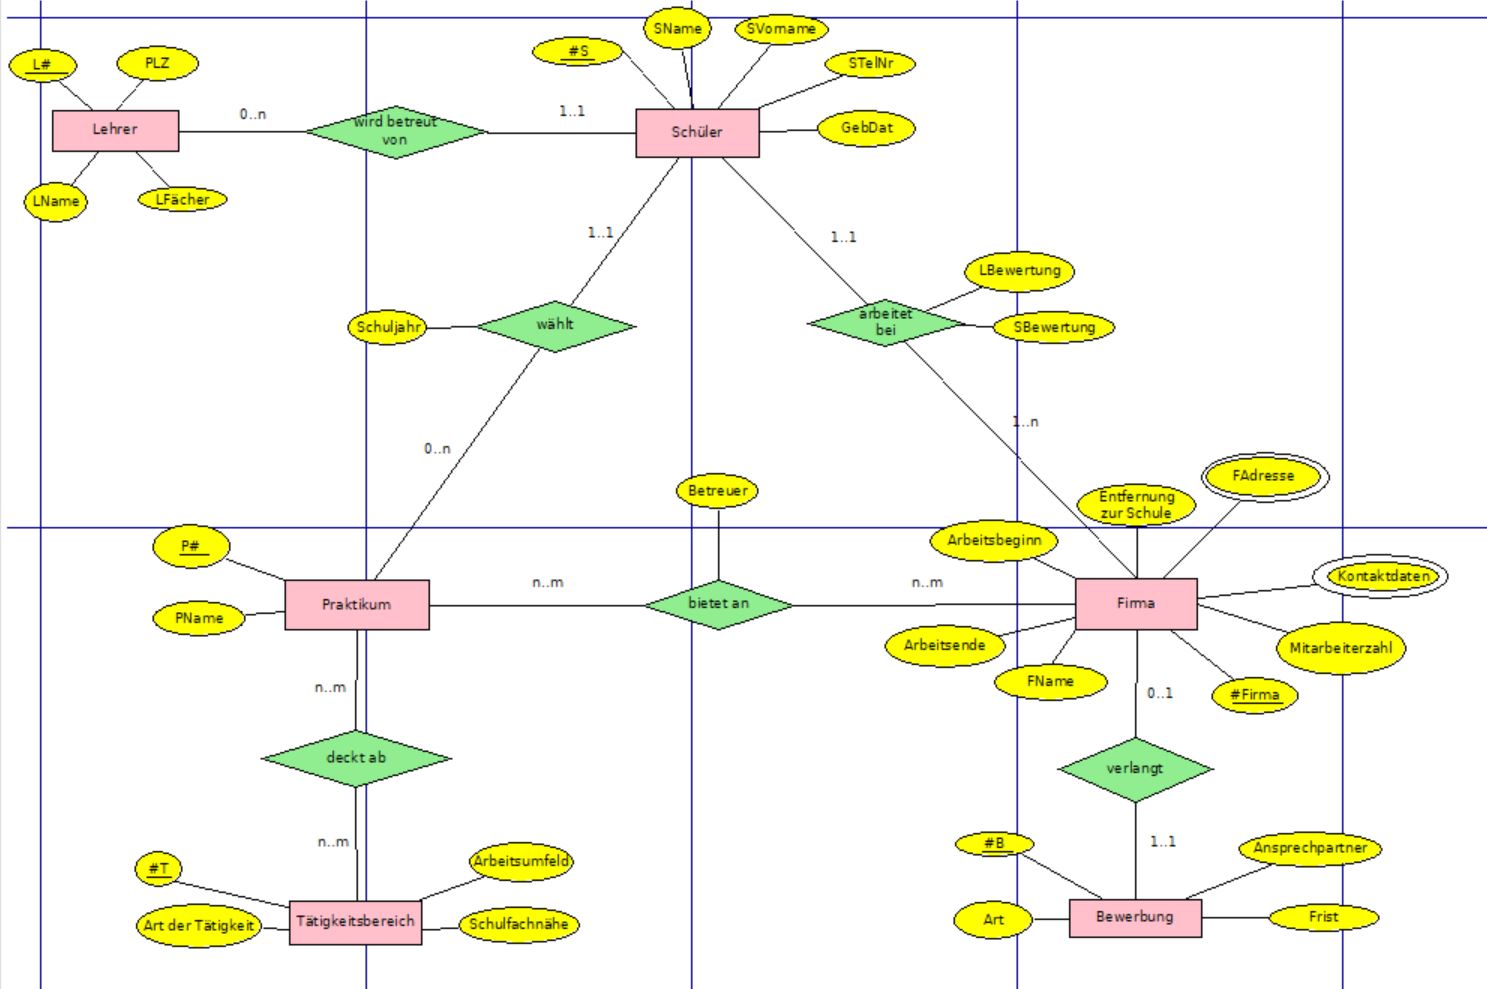 SName
SVorname
#S
L#
PLZ
STelNr
0..n
1..1
wird betreut
von
Lehrer
Schüler
GebDat
LName
LFächer
1..1
1..1
LBewertung
Schuljahr
wählt
arbeitet
bei
SBewertung
1..n
0..n
FAdresse
Betreuer
Entfernung
zur Schule
Arbeitsbeginn
P#
Kontaktdaten
n..m
n..m
Praktikum
bietet an
Firma
PName
Arbeitsende
Mitarbeiterzahl
FName
n..m
0..1
#Firma
deckt ab
verlangt
n..m
#B
1..1
Ansprechpartner
#T
Arbeitsumfeld
Art der Tätigkeit
Tätigkeitsbereich
Schulfachnähe
Art
Bewerbung
Frist